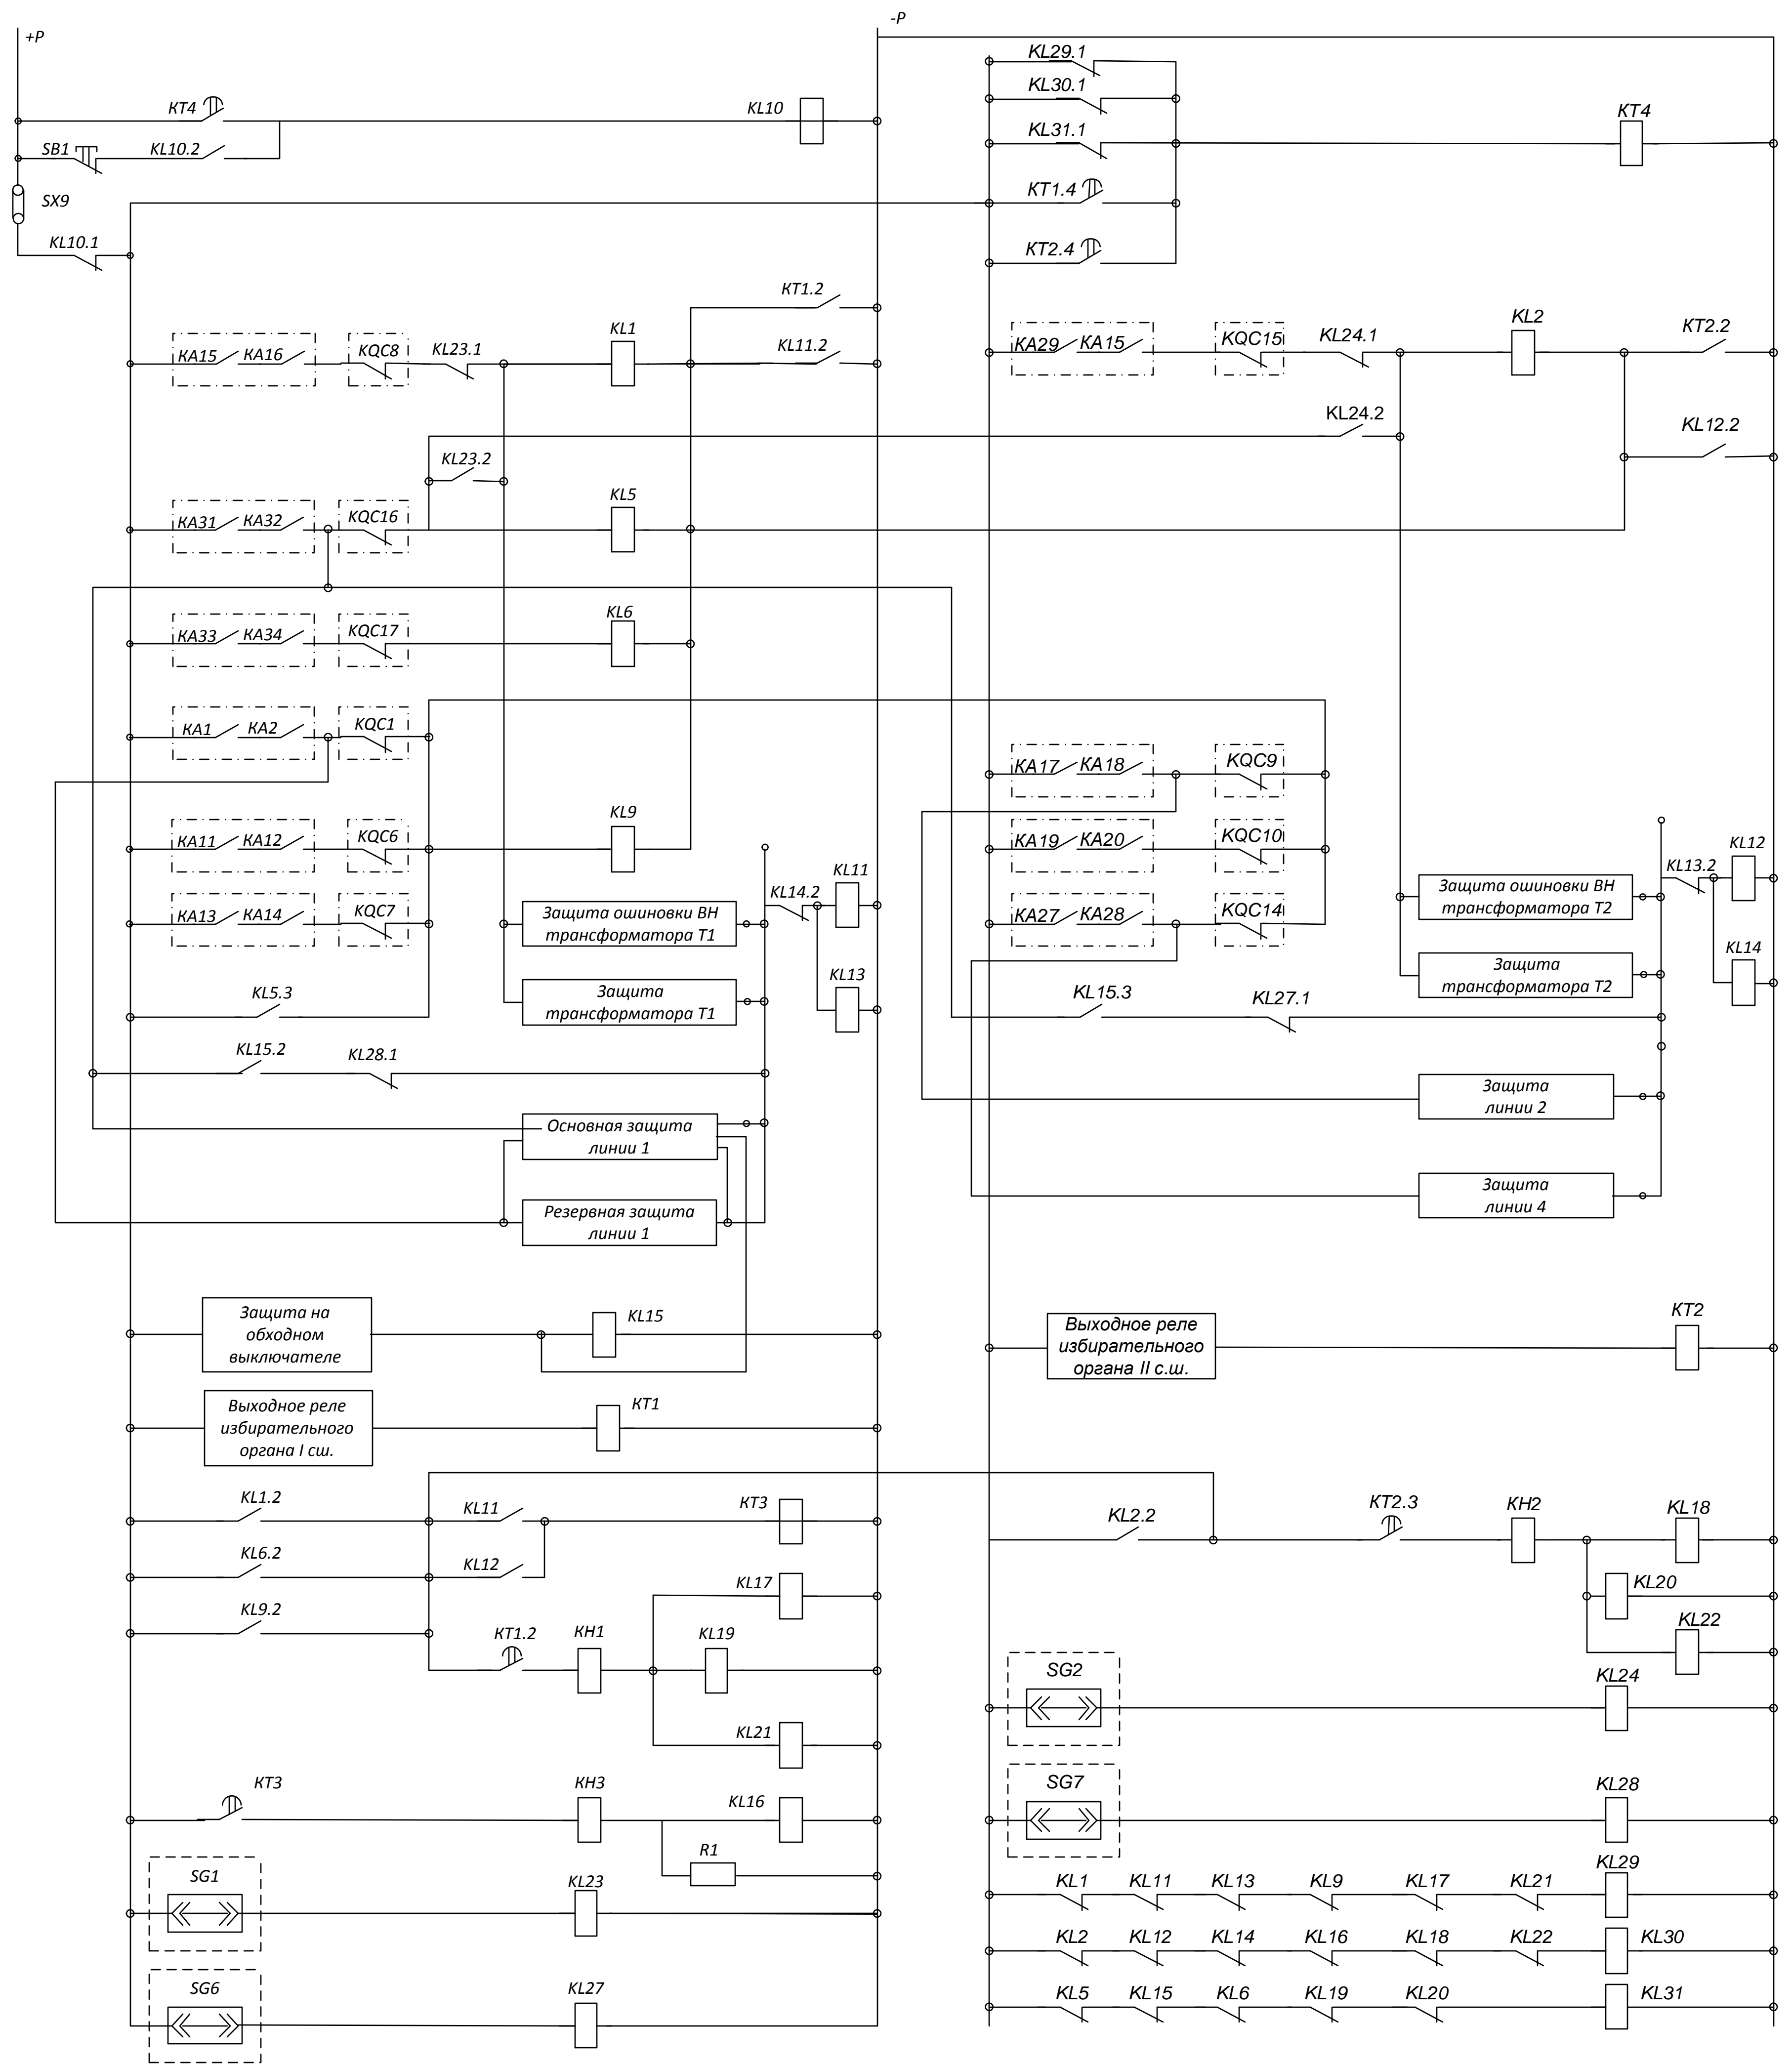 -P
+P
KL29.1
KL30.1
KT4
KL10
KT4
SB1
KL10.2
KL31.1
SX9
KT1.4
KL10.1
KT2.4
KT1.2
KA15
KA16
KQC8
KL23.1
KL1
KL11.2
KA29
KA15
KQC15
KL24.1
KL2
KT2.2
KL24.2
KL12.2
KL23.2
KA31
KA32
KQC16
KL5
KA33
KA34
KQC17
KL6
KA1
KA2
KQC1
KA17
KA18
KQC9
KA11
KA12
KQC6
KL9
KA19
KA20
KQC10
KL14.2
KL11
KL13.2
KL12
KA13
KA14
KQC7
Защита ошиновки ВН
трансформатора Т1
KA27
KA28
KQC14
Защита ошиновки ВН
трансформатора Т2
KL13
KL14
KL5.3
Защита
трансформатора Т1
KL15.3
KL27.1
Защита
трансформатора Т2
KL15.2
KL28.1
Защита
линии 2
Основная защита
линии 1
Резервная защита
линии 1
Защита
линии 4
Защита на
обходном
выключателе
KL15
Выходное реле
избирательного
органа II с.ш.
KT2
Выходное реле
избирательного
органа I сш.
KT1
KL1.2
KL11
KT3
KL2.2
KT2.3
KH2
KL18
KL6.2
KL12
KL17
KL20
KL9.2
KT1.2
KH1
KL19
KL22
SG2
KL24
KL21
KT3
KH3
KL16
SG7
KL28
R1
SG1
KL23
KL1
KL11
KL13
KL9
KL17
KL21
KL29
KL2
KL12
KL14
KL16
KL18
KL22
KL30
SG6
KL27
KL5
KL15
KL6
KL19
KL20
KL31